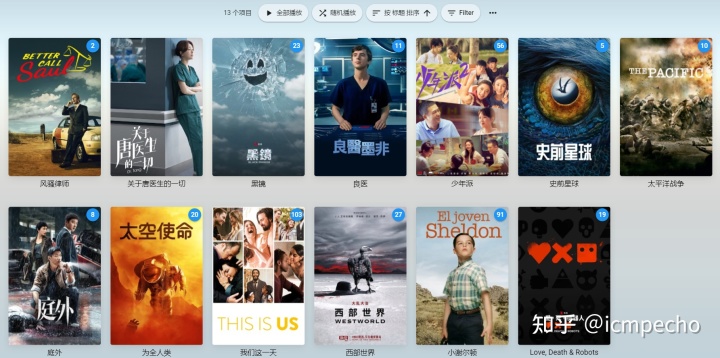 13 个项目
全部播放
随机播放
按 标题 排序
Filter
BETTER
CALL
Saul
2
风骚律师
关于
唐医生
的一切
关于唐医生的一切
23
黑镜
黑镜
11
良醫墨非
良医
56
少年派2
少年派
5
史前星球
史前星球
10
THE PACIFIC
太平洋战争
8
庭外
庭外
20
太空使命
为全人类
103
THIS IS US
我们这一天
27
西部世界
WESTWORLD
西部世界
91
El joven
Sheldon
小谢尔顿
19
Love, Death & Robots
知乎 @icmpecho